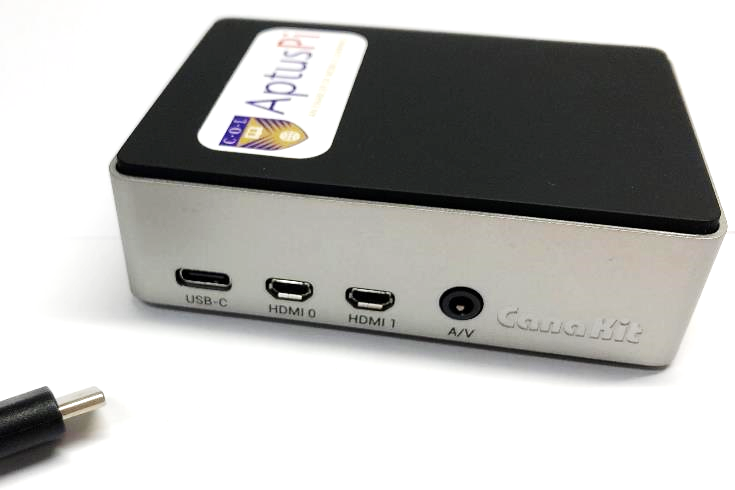 AptusPi
C·O·L
USB-C
HDMI 0
HDMI 1
A/V
CanaKit